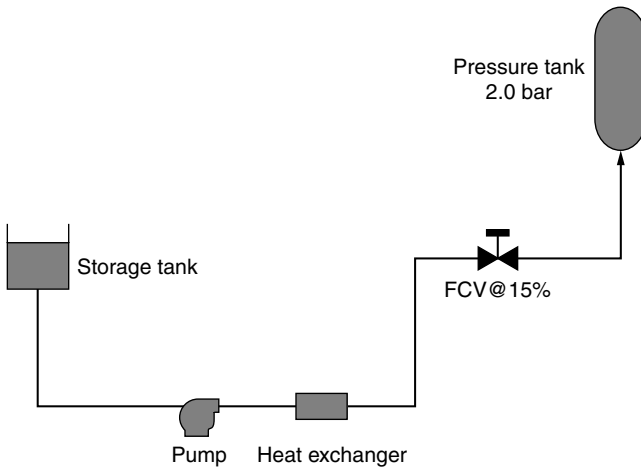 Pressure tank
2.0 bar
Storage tank
FCV@15%
Pump
Heat exchanger